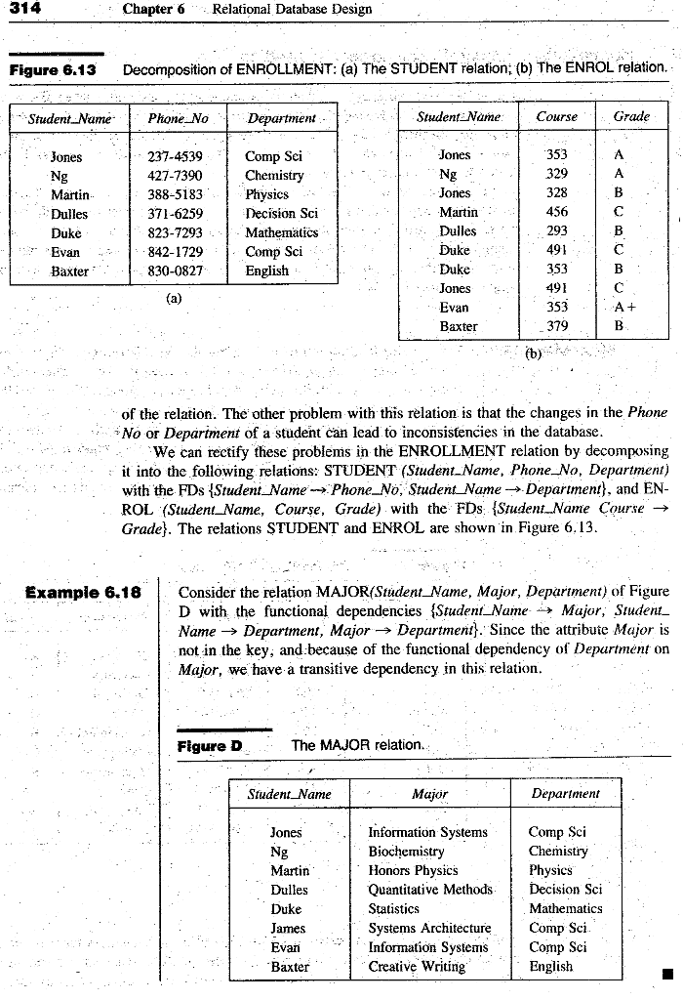 314 Chapter 6 Relational Database Design
Figure 6.13 Decomposition of ENROLLMENT: (a) The STUDENT relation; (b) The ENROL relation.
Student_Name Phone_No Department
Jones 237-4539 Comp Sci
Ng 427-7390 Chemistry
Martin 388-5183 Physics
Dulles 371-6259 Decision Sci
Duke 823-7293 Mathematics
Evan 842-1729 Comp Sci
Baxter 830-0827 English
(a)
Student_Name Course Grade
Jones 353 A
Ng 329 A
Jones 328 B
Martin 456 C
Dulles 293 B
Duke 491 C
Duke 353 B
Jones 491 C
Evan 353 A+
Baxter 379 B
(b)
of the relation. The other problem with this relation is that the changes in the Phone
No or Department of a student can lead to inconsistencies in the database.
We can rectify these problems in the ENROLLMENT relation by decomposing
it into the following relations: STUDENT (Student_Name, Phone_No, Department)
with the FDs {Student_Name → Phone_No, Student_Name → Department}, and EN-
ROL (Student_Name, Course, Grade) with the FDs {Student_Name Course →
Grade}. The relations STUDENT and ENROL are shown in Figure 6.13.
Example 6.18
Consider the relation MAJOR(Student_Name, Major, Department) of Figure
D with the functional dependencies {Student_Name → Major, Student_
Name → Department, Major → Department}. Since the attribute Major is
not in the key, and because of the functional dependency of Department on
Major, we have a transitive dependency in this relation.
Figure D The MAJOR relation.
Student_Name Major Department
Jones Information Systems Comp Sci
Ng Biochemistry Chemistry
Martin Honors Physics Physics
Dulles Quantitative Methods Decision Sci
Duke Statistics Mathematics
James Systems Architecture Comp Sci
Evan Information Systems Comp Sci
Baxter Creative Writing English